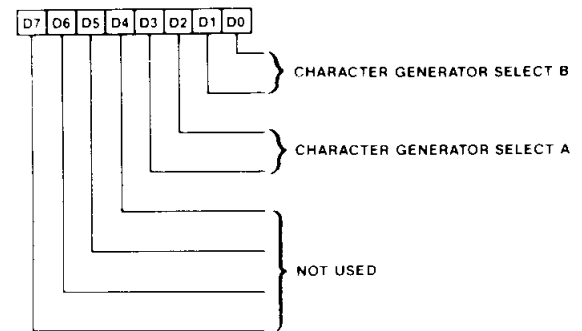 D7 D6 D5 D4 D3 D2 D1 D0
CHARACTER GENERATOR SELECT B
CHARACTER GENERATOR SELECT A
NOT USED